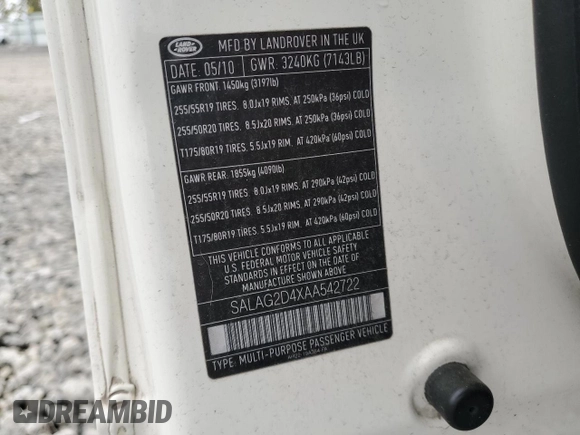 LAND ROVER
MFD BY LANDROVER IN THE UK
DATE: 05/10 GWR: 3240KG (7143LB)
GAWR FRONT: 1450kg (3197lb)
255/55R19 TIRES. 8.0Jx19 RIMS. AT 250kPa (36psi) COLD
255/50R20 TIRES. 8.5Jx20 RIMS. AT 250kPa (36psi) COLD
T175/80R19 TIRES. 5.5Jx19 RIM. AT 420kPa (60psi) COLD
GAWR REAR: 1855kg (4090lb)
255/55R19 TIRES. 8.0Jx19 RIMS. AT 290kPa (42psi) COLD
255/50R20 TIRES. 8.5Jx20 RIMS. AT 290kPa (42psi) COLD
T175/80R19 TIRES. 5.5Jx19 RIM. AT 420kPa (60psi) COLD
THIS VEHICLE CONFORMS TO ALL APPLICABLE
U.S. FEDERAL MOTOR VEHICLE SAFETY
STANDARDS IN EFFECT ON THE DATE OF
MANUFACTURE SHOWN ABOVE
SALAG2D4XAA542722
TYPE: MULTI-PURPOSE PASSENGER VEHICLE
DREAMBID